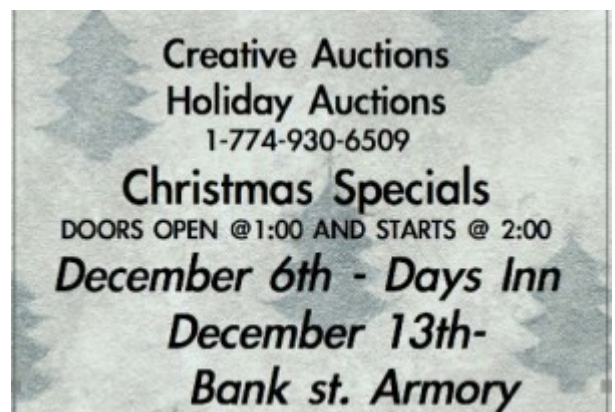 Creative Auctions
Holiday Auctions
1-774-930-6509
Christmas Specials
DOORS OPEN @1:00 AND STARTS @ 2:00
December 6th - Days Inn
December 13th-
Bank st. Armory